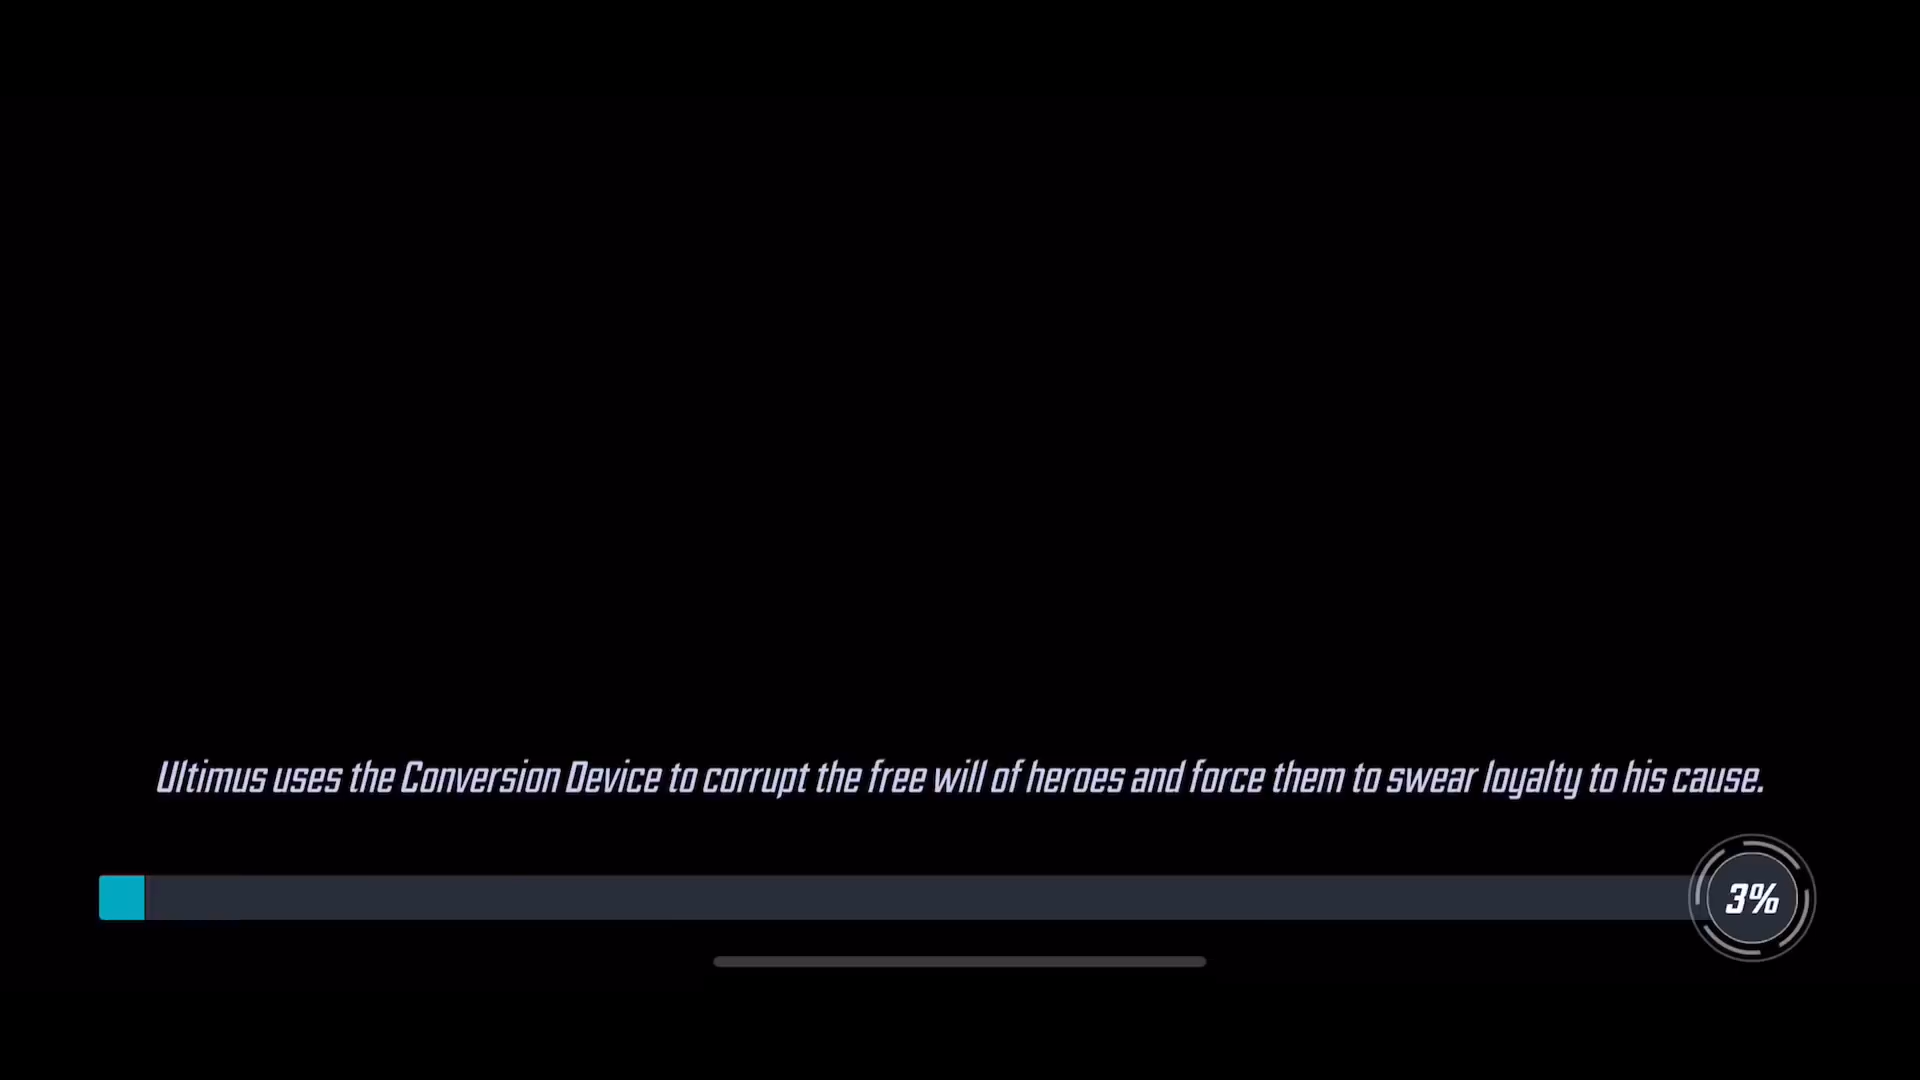 Ultimus uses the Conversion Device to corrupt the free will of heroes and force them to swear loyalty to his cause.
3%